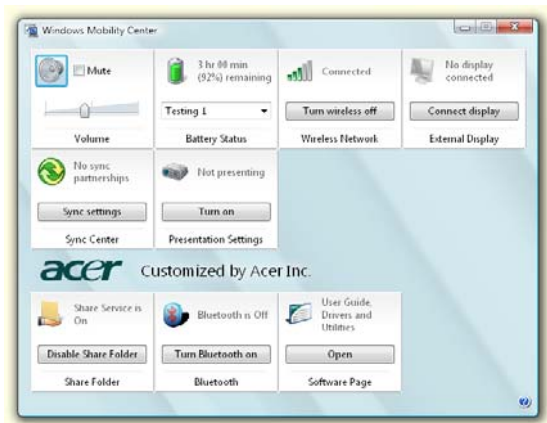 Windows Mobility Center
Mute
Volume
3 hr 00 min
(92%) remaining
Testing 1
Battery Status
Connected
Turn wireless off
Wireless Network
No display
connected
Connect display
External Display
No sync
partnerships
Sync settings
Sync Center
Not presenting
Turn on
Presentation Settings
acer Customized by Acer Inc.
Share Service is
On
Disable Share Folder
Share Folder
Bluetooth is Off
Turn Bluetooth on
Bluetooth
User Guide,
Drivers and
Utilities
Open
Software Page